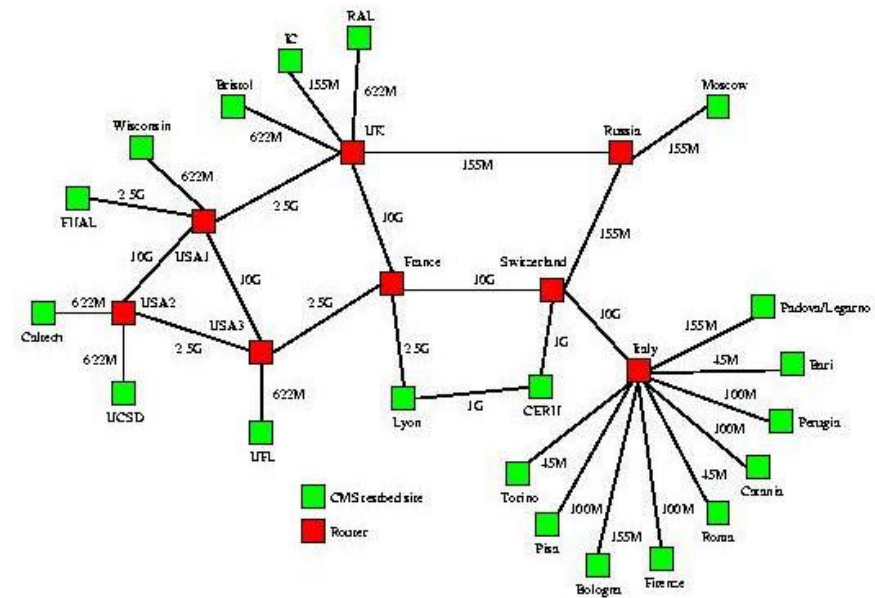 RAL
IC
155M
622M
Bristol
622M
UK
Moscow
Russia
155M
155M
Wisconsin
622M
2.5G
FNAL
2.5G
USA1
10G
10G
10G
155M
France
Switzerland
10G
10G
622M
USA2
Caltech
USA3
2.5G
2.5G
622M
UCSD
622M
UFL
2.5G
1G
1G
Lyon
CERN
Italy
155M
Padova/Legnaro
45M
Bari
100M
Perugia
100M
Catania
45M
Roma
45M
Torino
100M
Pisa
155M
Bologna
100M
Firenze
CMS testbed site
Router